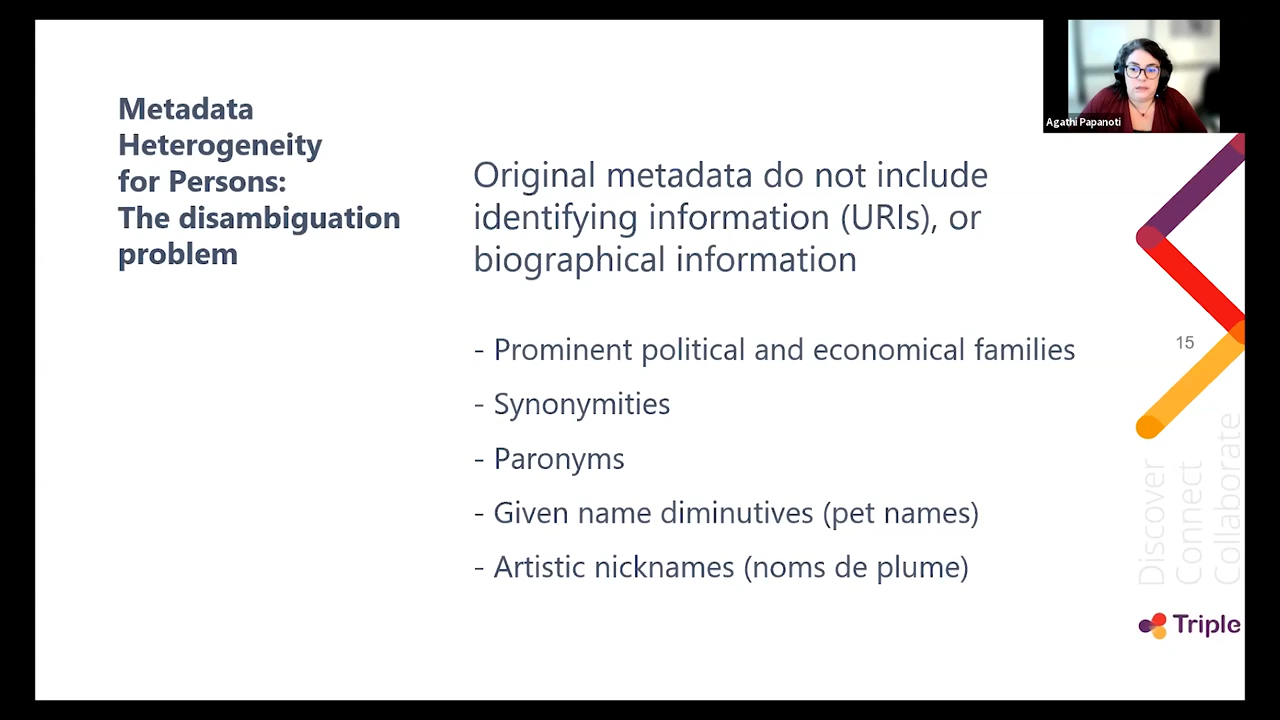 Metadata
Heterogeneity
for Persons:
The disambiguation
problem
Original metadata do not include
identifying information (URIs), or
biographical information
- Prominent political and economical families
- Synonymities
- Paronyms
- Given name diminutives (pet names)
- Artistic nicknames (noms de plume)
Agathi Papanoti
15
Discover
Connect
Collaborate
Triple